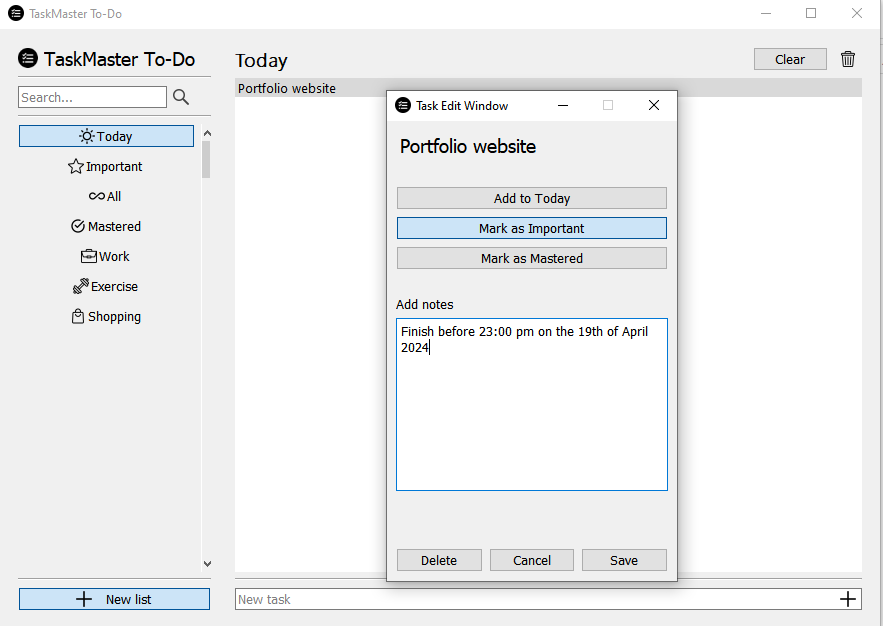 TaskMaster To-Do
TaskMaster To-Do
Search...
Today
Important
All
Mastered
Work
Exercise
Shopping
New list
Today
Clear
Portfolio website
New task
Task Edit Window
Portfolio website
Add to Today
Mark as Important
Mark as Mastered
Add notes
Finish before 23:00 pm on the 19th of April
2024
Delete
Cancel
Save